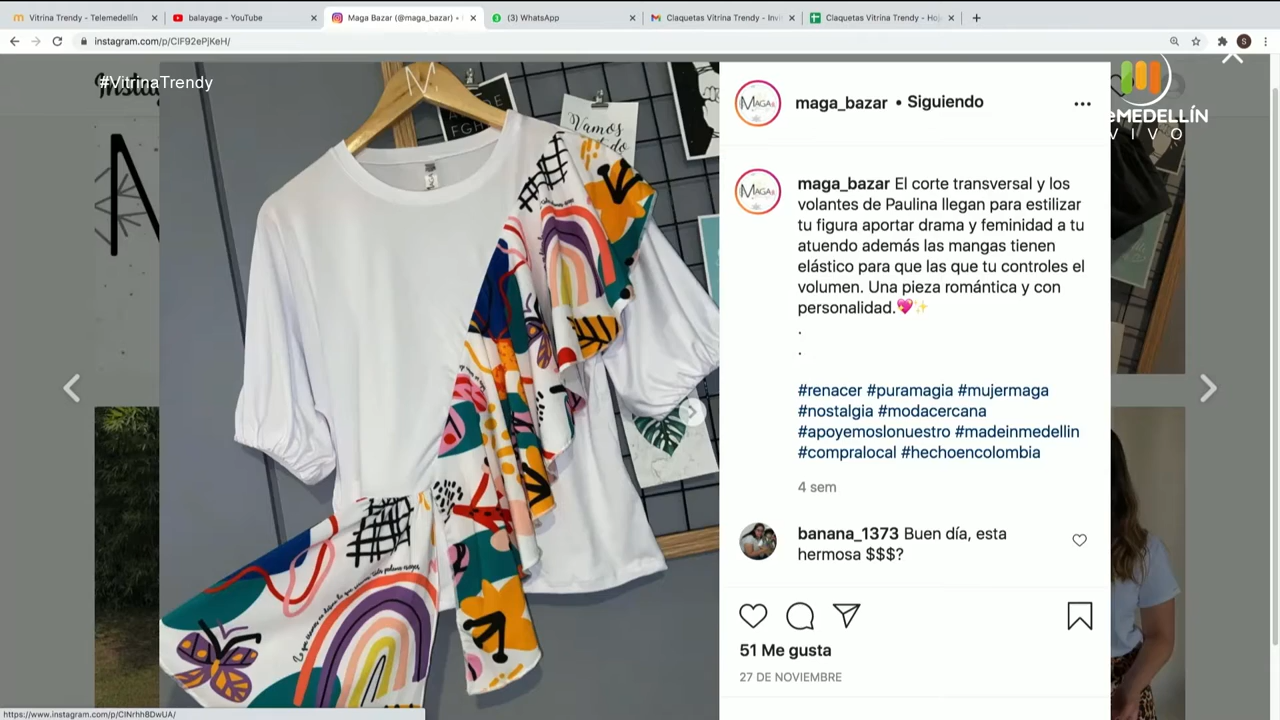 Vitrina Trendy - Telemedellín
balayage - YouTube
Maga Bazar (@maga_bazar) •
(3) WhatsApp
Claquetas Vitrina Trendy - Invi
Claquetas Vitrina Trendy - Hoj
instagram.com/p/CIF92ePjKeH/
S
#VitrinaTrendy
M
EFGH
Vamos
MAGA
maga_bazar • Siguiendo
eMEDELLÍN
VIVO
MAGA
maga_bazar El corte transversal y los
volantes de Paulina llegan para estilizar
tu figura aportar drama y feminidad a tu
atuendo además las mangas tienen
elástico para que las que tu controles el
volumen. Una pieza romántica y con
personalidad.💖✨
.
.
#renacer #puramagia #mujermaga
#nostalgia #modacercana
#apoyemoslonuestro #madeinmedellin
#compralocal #hechoencolombia
4 sem
banana_1373 Buen día, esta
hermosa $$$?
51 Me gusta
27 DE NOVIEMBRE
https://www.instagram.com/p/CINrhhBDwUA/